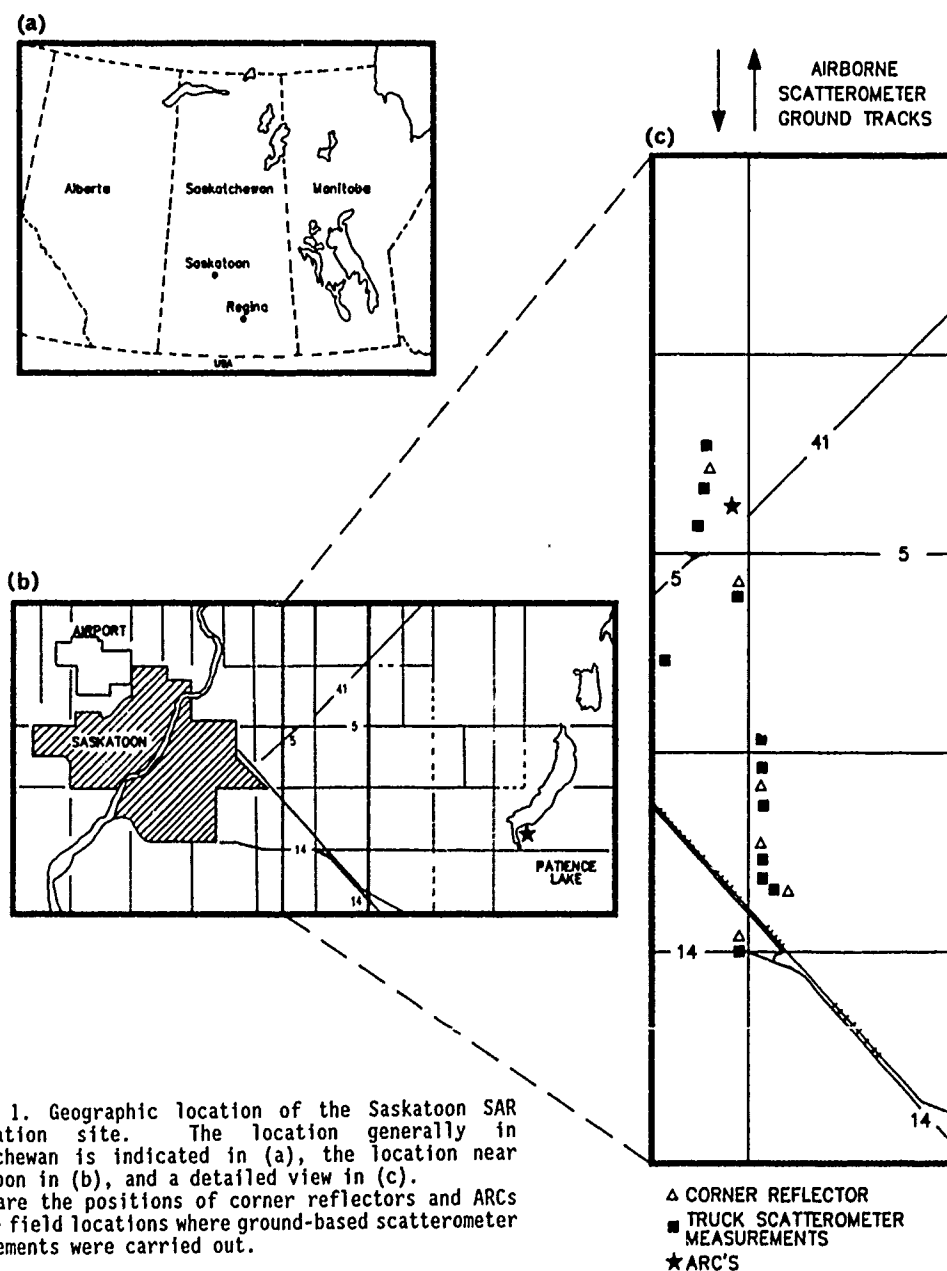 (a)
Alberta
Saskatchewan
Manitoba
Saskatoon
Regina
USA
AIRBORNE
SCATTEROMETER
GROUND TRACKS
(c)
41
5
5
14
14
(b)
AIRPORT
SASKATOON
41
5
5
14
14
PATIENCE
LAKE
1. Geographic location of the Saskatoon SAR
ation site. The location generally in
chewan is indicated in (a), the location near
oon in (b), and a detailed view in (c).
are the positions of corner reflectors and ARCs
field locations where ground-based scatterometer
ements were carried out.
CORNER REFLECTOR
TRUCK SCATTEROMETER
MEASUREMENTS
ARC'S